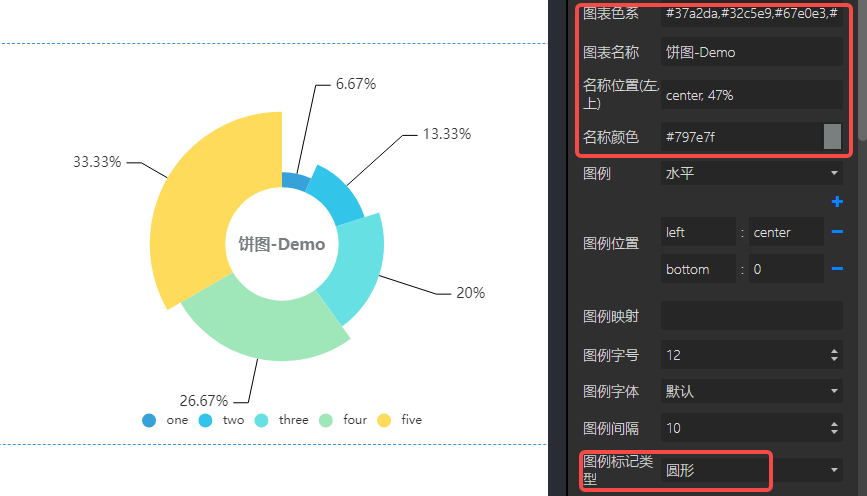 图表色系 #37a2da,#32c5e9,#67e0e3,#
图表名称 饼图-Demo
名称位置(左,
上) center, 47%
名称颜色 #797e7f
图例 水平
图例位置 left : center
bottom : 0
图例映射
图例字号 12
图例字体 默认
图例间隔 10
图例标记类
型 圆形
6.67%
13.33%
33.33%
饼图-Demo
20%
26.67%
one two three four five